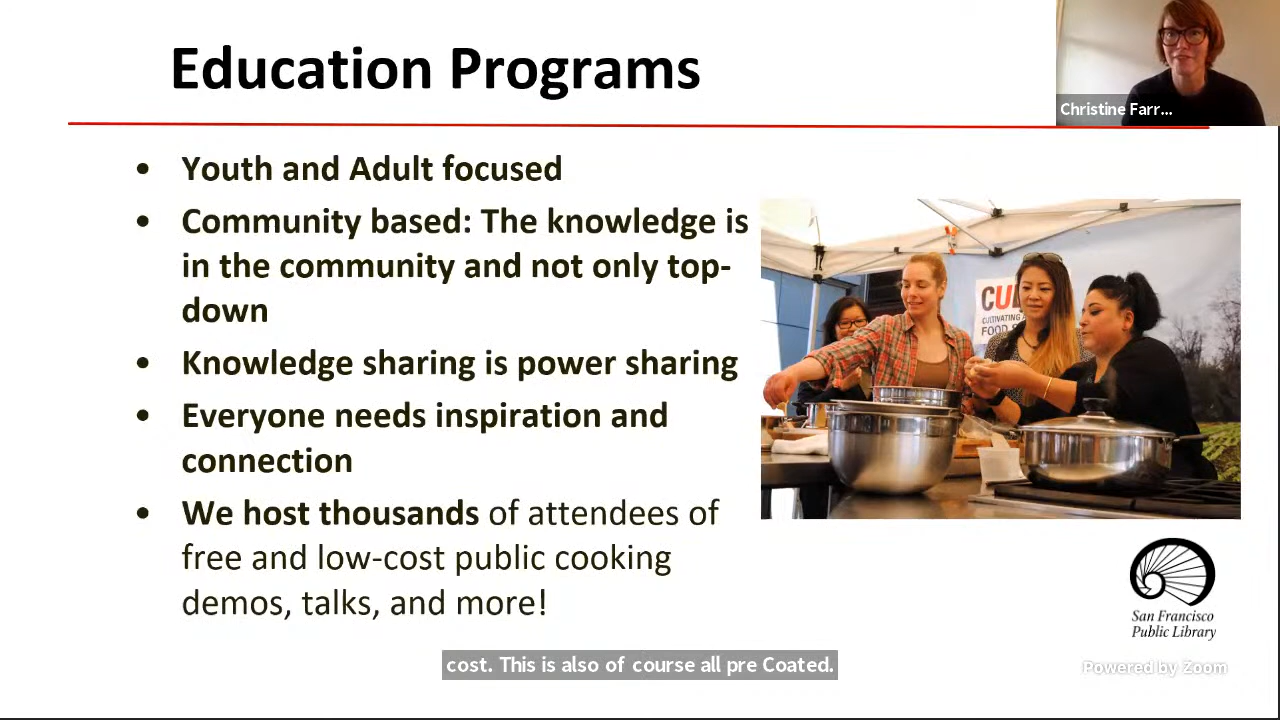 Education Programs
Christine Farr...
• Youth and Adult focused
• Community based: The knowledge is
in the community and not only top-
down
• Knowledge sharing is power sharing
• Everyone needs inspiration and
connection
• We host thousands of attendees of
free and low-cost public cooking
demos, talks, and more!
CU
CULTIVATING
FOOD
San Francisco
Public Library
cost. This is also of course all pre Coated.
Powered by Zoom